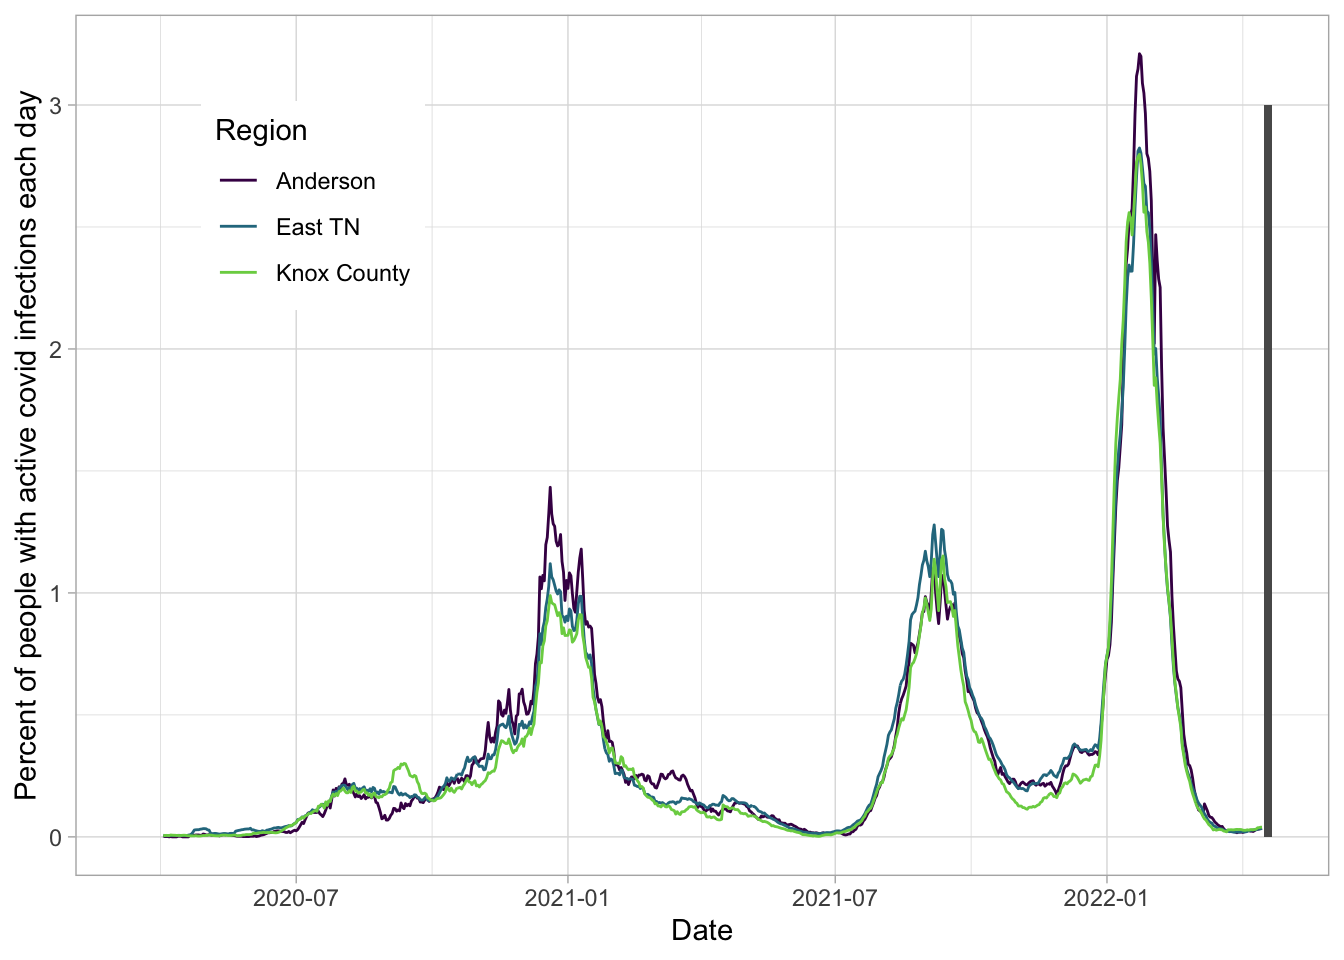 Percent of people with active covid infections each day
3
2
1
0
Region
Anderson
East TN
Knox County
2020-07
2021-01
2021-07
2022-01
Date